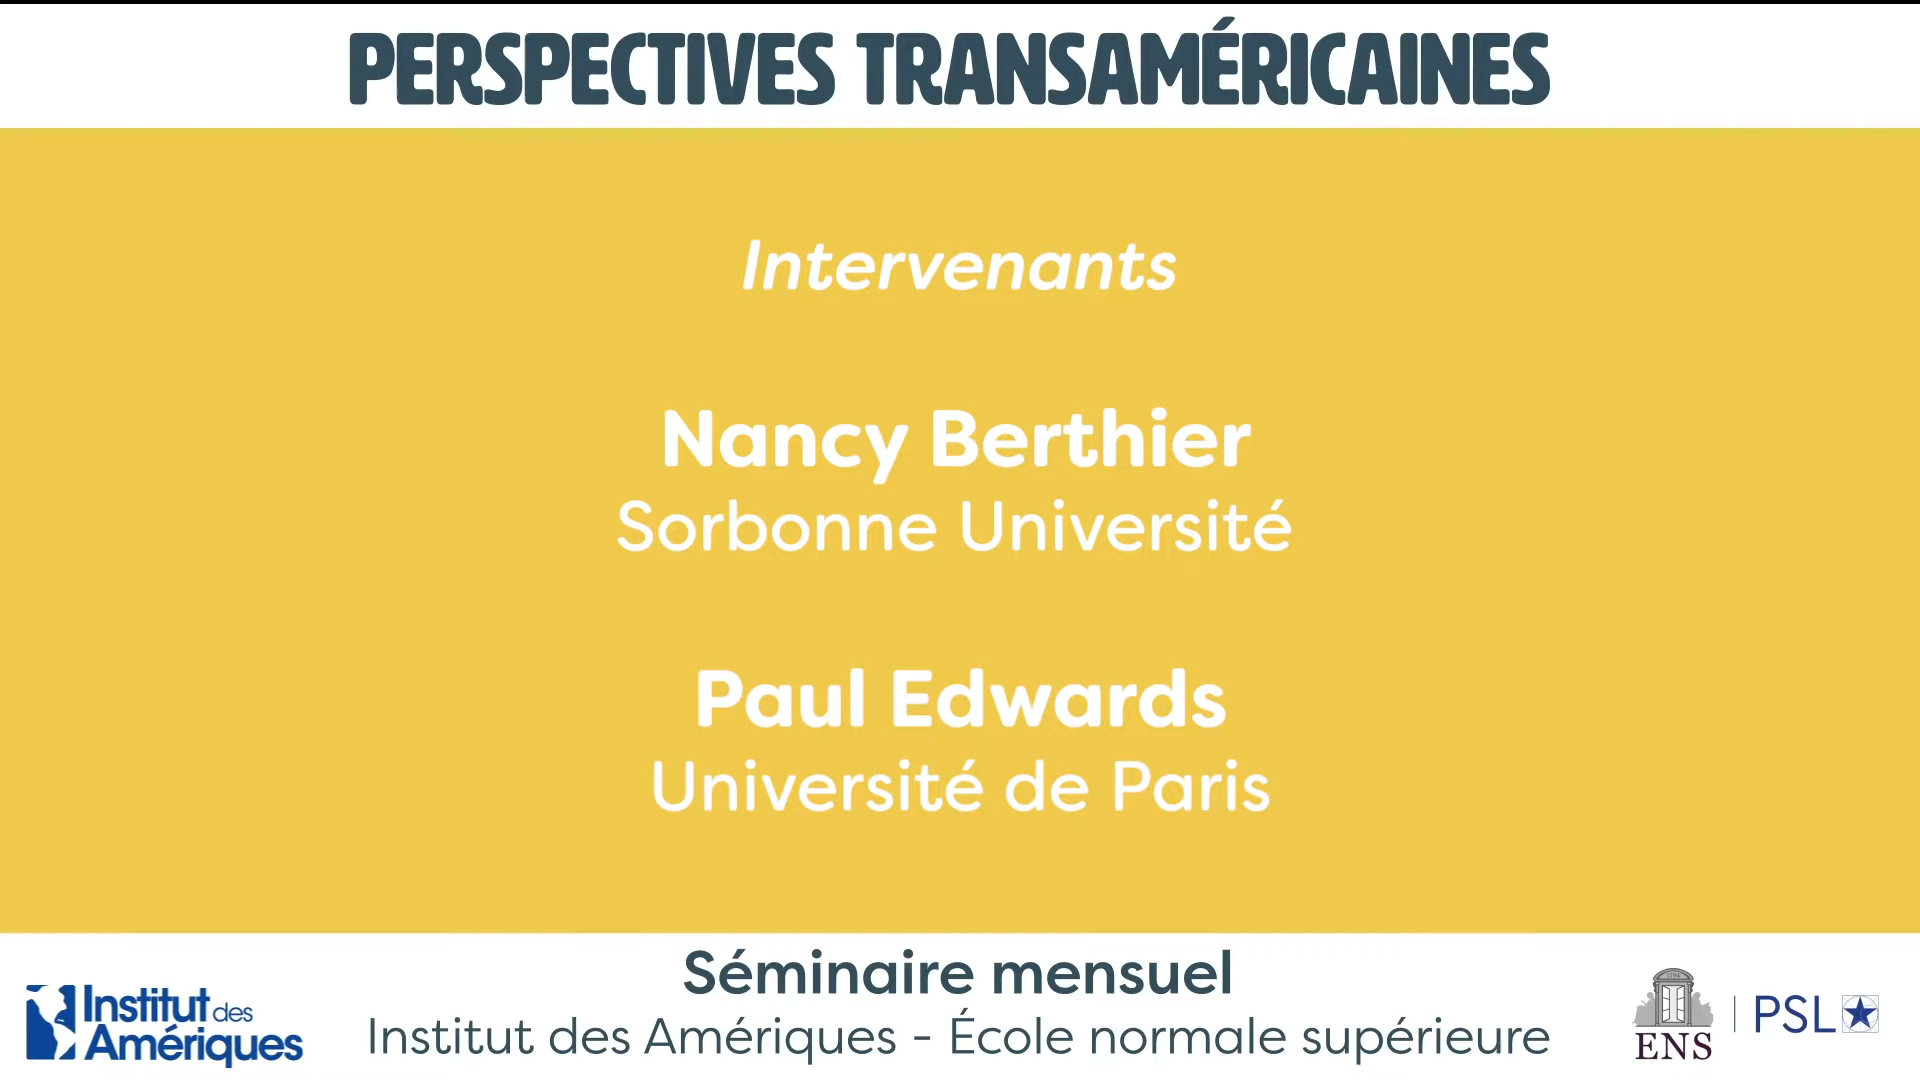 PERSPECTIVES TRANSAMÉRICAINES
Intervenants
Nancy Berthier
Sorbonne Université
Paul Edwards
Université de Paris
Séminaire mensuel
Institut des Amériques - École normale supérieure
Institut des
Amériques
1794
ENS
PSL